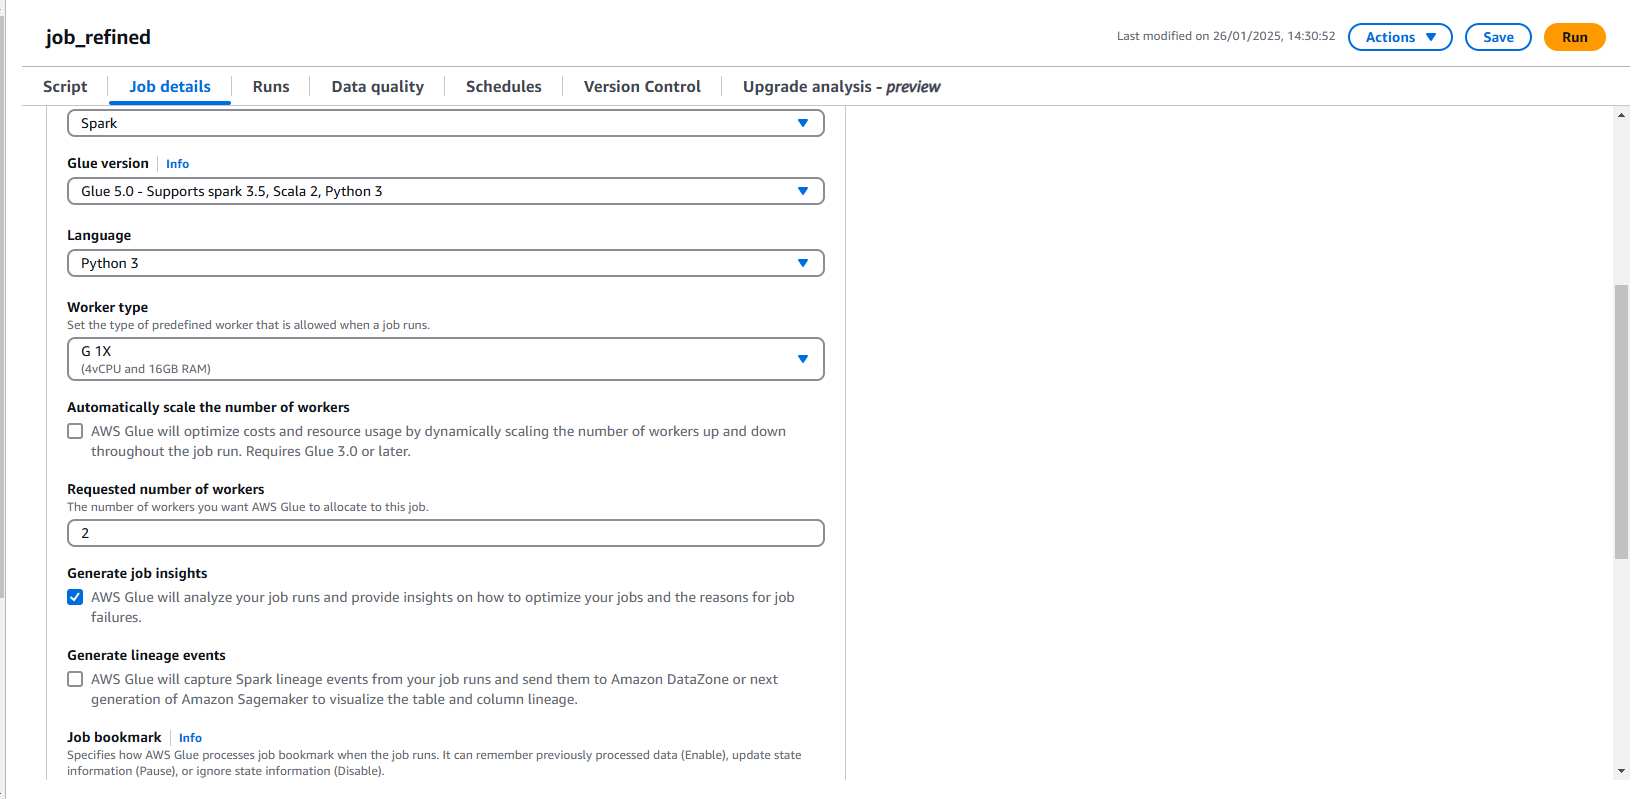 job_refined
Last modified on 26/01/2025, 14:30:52
Actions
Save
Run
Script
Job details
Runs
Data quality
Schedules
Version Control
Upgrade analysis - preview
Spark
Glue version
Info
Glue 5.0 - Supports spark 3.5, Scala 2, Python 3
Language
Python 3
Worker type
Set the type of predefined worker that is allowed when a job runs.
G 1X
(4vCPU and 16GB RAM)
Automatically scale the number of workers
AWS Glue will optimize costs and resource usage by dynamically scaling the number of workers up and down
throughout the job run. Requires Glue 3.0 or later.
Requested number of workers
The number of workers you want AWS Glue to allocate to this job.
2
Generate job insights
AWS Glue will analyze your job runs and provide insights on how to optimize your jobs and the reasons for job
failures.
Generate lineage events
AWS Glue will capture Spark lineage events from your job runs and send them to Amazon DataZone or next
generation of Amazon Sagemaker to visualize the table and column lineage.
Job bookmark
Info
Specifies how AWS Glue processes job bookmark when the job runs. It can remember previously processed data (Enable), update state
information (Pause), or ignore state information (Disable).